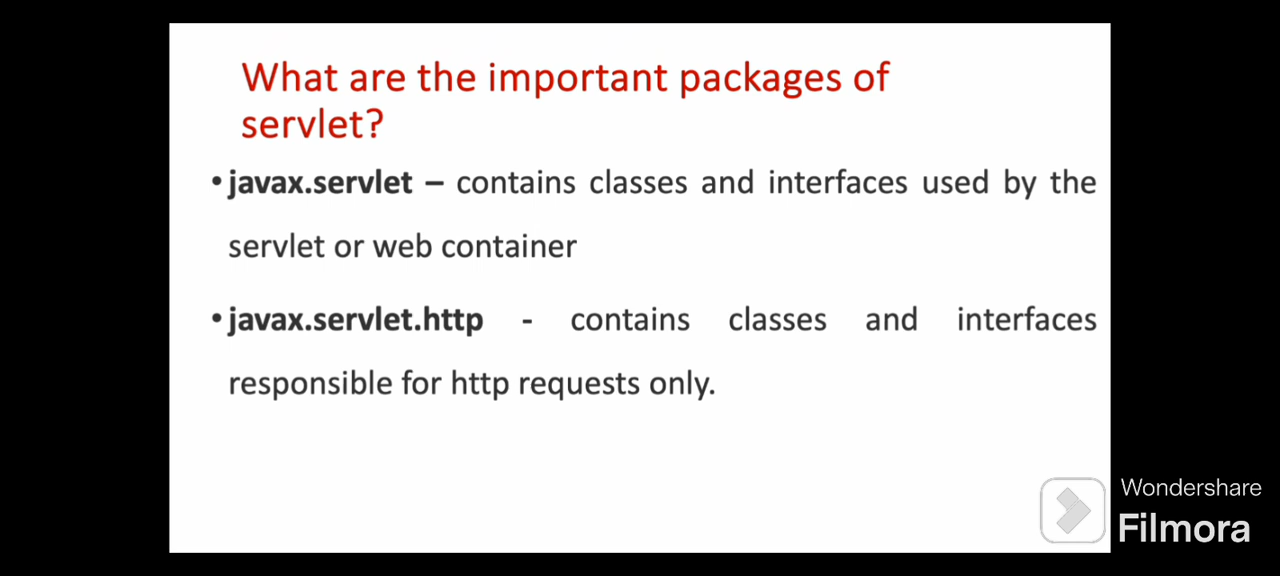 What are the important packages of
servlet?
• javax.servlet – contains classes and interfaces used by the
servlet or web container
• javax.servlet.http - contains classes and interfaces
responsible for http requests only.
Wondershare
Filmora